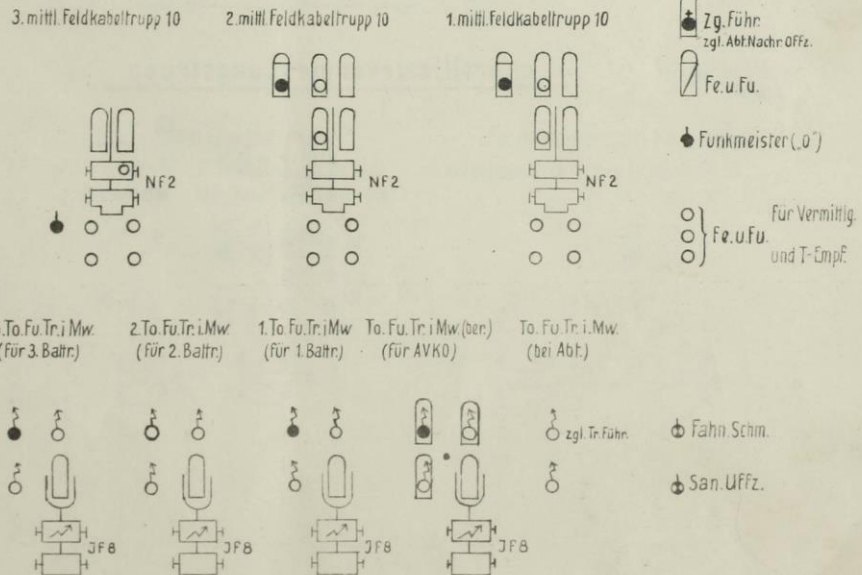 3. mittl. Feldkabeltrupp 10
2. mittl. Feldkabeltrupp 10
1. mittl. Feldkabeltrupp 10
Zg. Führ.
zgl. Abt. Nachr. Offz.
Fe. u. Fu.
Funkmeister („O")
NF2
NF2
NF2
Fe. u. Fu.
für Vermittlg.
und T-Empf.
.To. Fu. Tr. i Mw.
(für 3. Battr.)
2. To. Fu. Tr. i. Mw.
(für 2. Battr.)
1. To. Fu. Tr. i Mw
(für 1. Battr.)
To. Fu. Tr. i Mw. (ber.)
(für AVKO)
To. Fu. Tr. i. Mw.
(bei Abt.)
zgl. Tr. Führ.
Fahn. Schm.
San. Uffz.
JF8
JF8
JF8
JF8